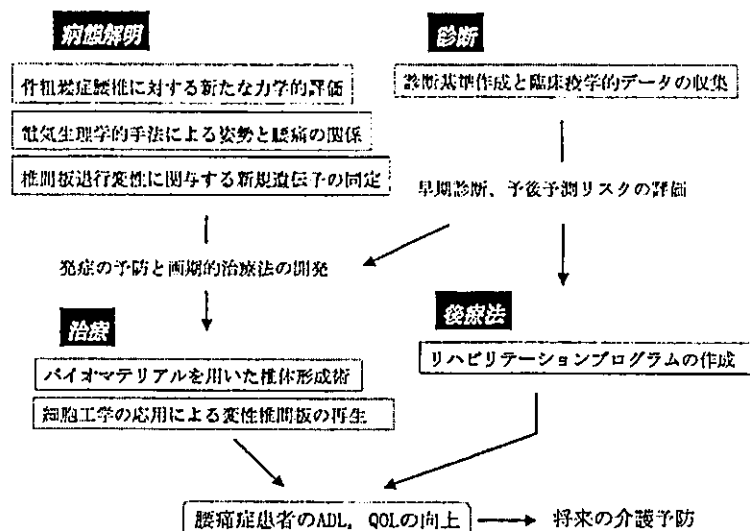 病態解明
骨粗鬆症腰椎に対する新たな力学的評価
電気生理学的手法による姿勢と腰痛の関係
椎間板退行変性に関与する新規遺伝子の同定
発症の予防と画期的治療法の開発
診断
診断基準作成と臨床疫学的データの収集
早期診断、予後予測リスクの評価
治療
バイオマテリアルを用いた椎体形成術
細胞工学の応用による変性椎間板の再生
後療法
リハビリテーションプログラムの作成
腰痛症患者のADL, QOLの向上
将来の介護予防